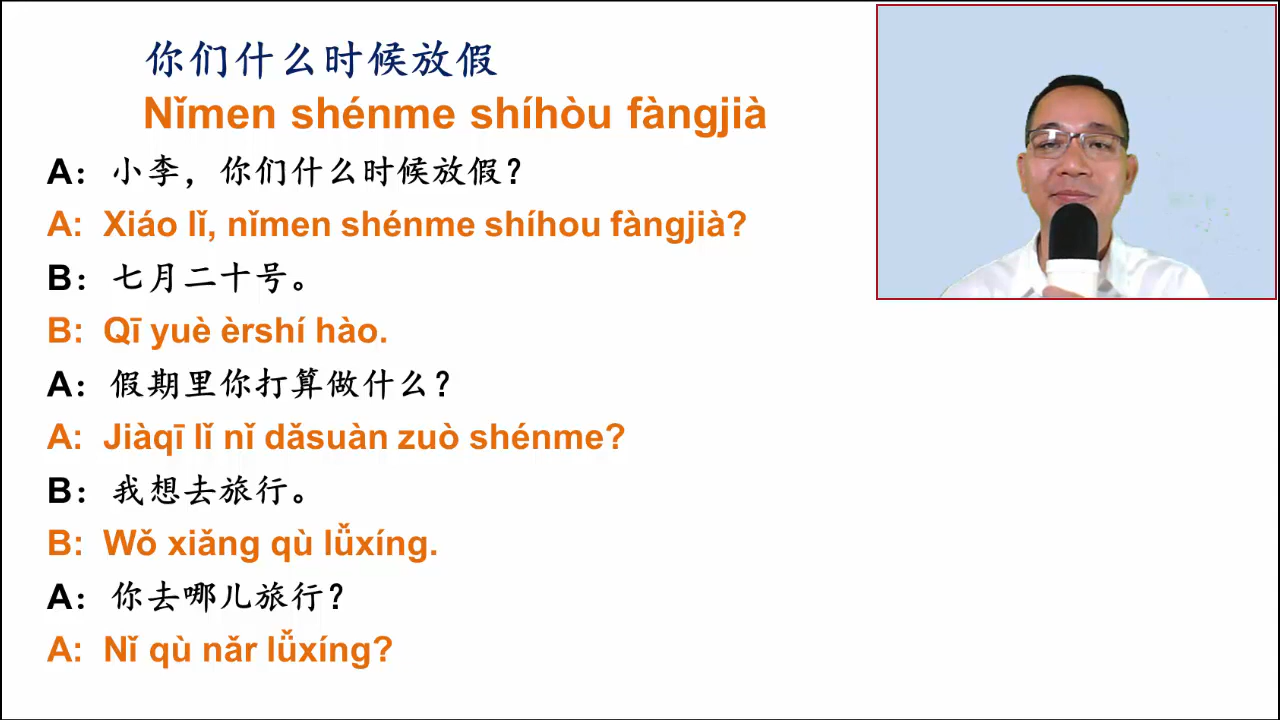 你们什么时候放假
Nǐmen shénme shíhòu fàngjià
A：小李，你们什么时候放假？
A: Xiáo lǐ, nǐmen shénme shíhou fàngjià?
B：七月二十号。
B: Qī yuè èrshí hào.
A：假期里你打算做什么？
A: Jiàqī lǐ nǐ dǎsuàn zuò shénme?
B：我想去旅行。
B: Wǒ xiǎng qù lǚxíng.
A：你去哪儿旅行？
A: Nǐ qù nǎr lǚxíng?